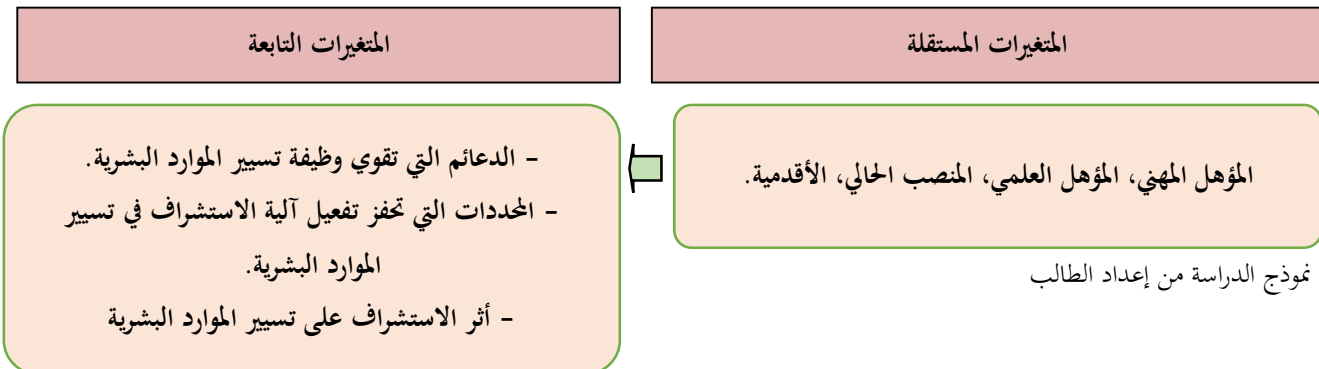 المتغيرات المستقلة
المتغيرات التابعة
المؤهل المهني، المؤهل العلمي، المنصب الحالي، الأقدمية.
- الدعائم التي تقوي وظيفة تسيير الموارد البشرية.
- المحددات التي تحفز تفعيل آلية الاستشراف في تسيير
الموارد البشرية.
- أثر الاستشراف على تسيير الموارد البشرية
نموذج الدراسة من إعداد الطالب